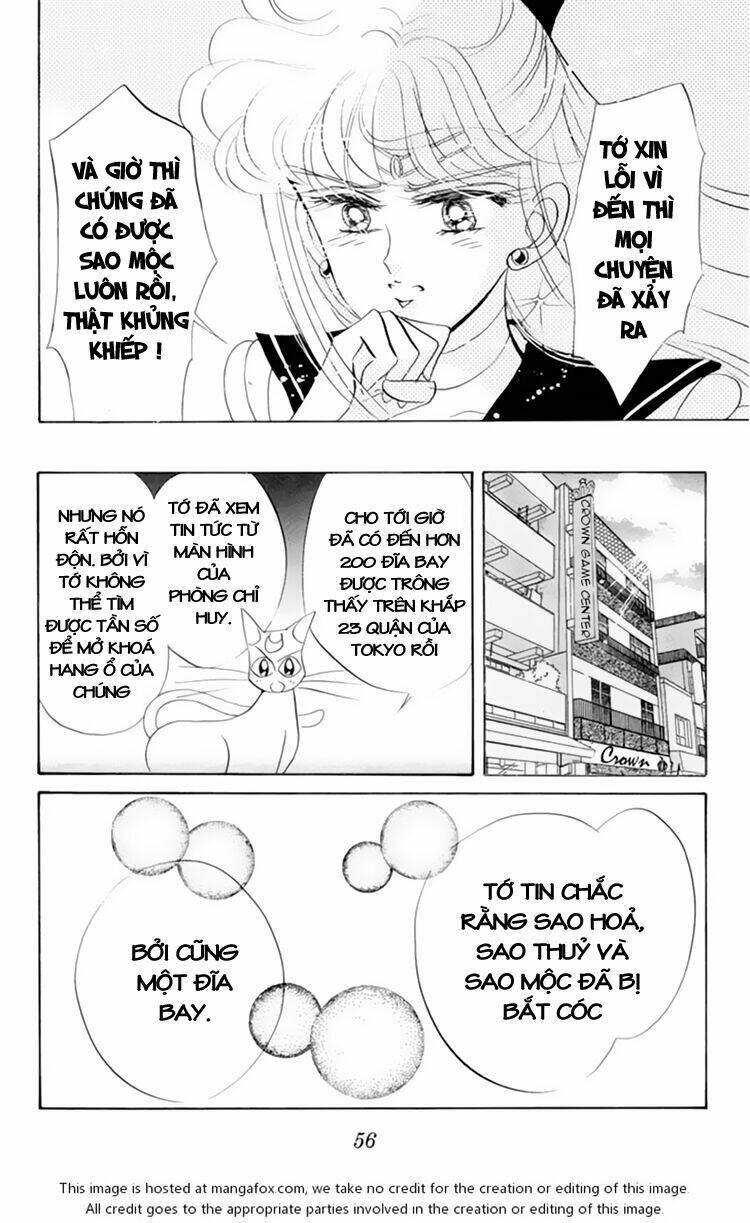 TỚ XIN
LỖI VÌ
ĐẾN THÌ
MỌI
CHUYỆN
ĐÃ XẢY
RA
VÀ GIỜ THÌ
CHÚNG ĐÃ
CÓ ĐƯỢC
SAO MỘC
LUÔN RỒI,
THẬT KHỦNG
KHIẾP !
CROWN GAME CENTER
Crown
CHO TỚI GIỜ
ĐÃ CÓ ĐẾN HƠN
200 ĐĨA BAY
ĐƯỢC TRÔNG
THẤY TRÊN KHẮP
23 QUẬN CỦA
TOKYO RỒI
TỚ ĐÃ XEM
TIN TỨC TỪ
MÀN HÌNH
CỦA
PHÒNG CHỈ
HUY.
NHƯNG NÓ
RẤT HỖN
ĐỘN. BỞI VÌ
TỚ KHÔNG
THỂ TÌM
ĐƯỢC TẦN SỐ
ĐỂ MỞ KHOÁ
HANG Ổ CỦA
CHÚNG
TỚ TIN CHẮC
RẰNG SAO HOẢ,
SAO THUỶ VÀ
SAO MỘC ĐÃ BỊ
BẮT CÓC
BỞI CÙNG
MỘT ĐĨA
BAY.
56
This image is hosted at mangafox.com, we take no credit for the creation or editing of this image.
All credit goes to the appropriate parties involved in the creation or editing of this image.